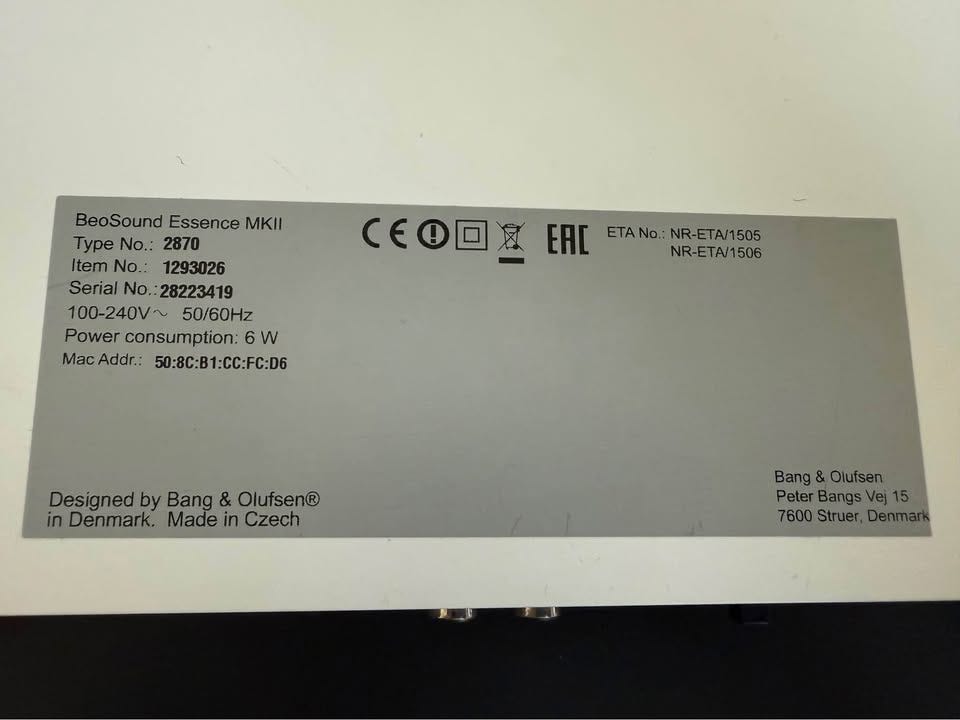 BeoSound Essence MKII
Type No.: 2870
Item No.: 1293026
Serial No.: 28223419
100-240V~ 50/60Hz
Power consumption: 6 W
Mac Addr.: 50:8C:B1:CC:FC:D6
CE EAC
ETA No.: NR-ETA/1505
NR-ETA/1506
Designed by Bang & Olufsen®
in Denmark. Made in Czech
Bang & Olufsen
Peter Bangs Vej 15
7600 Struer, Denmark